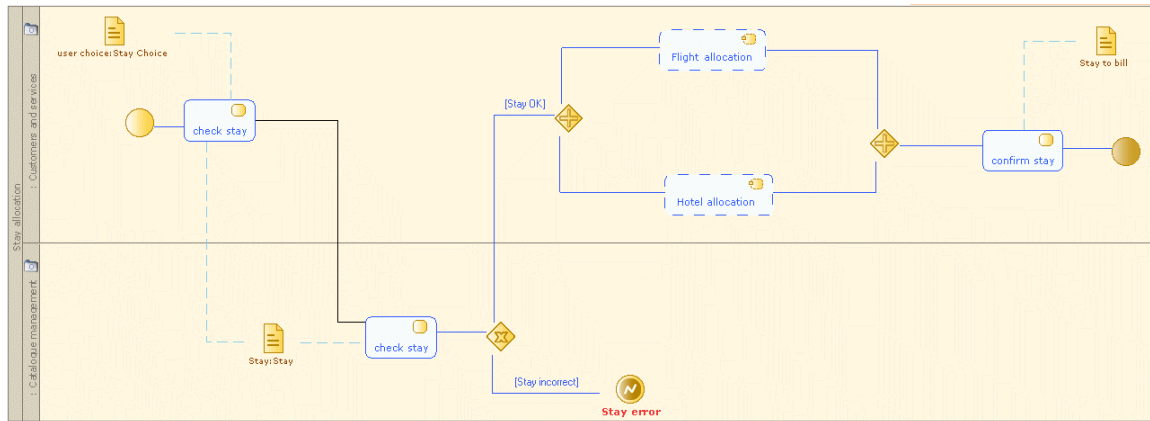 Stay allocation
: Customers and services
user choice:Stay Choice
check stay
[Stay OK]
Flight allocation
Hotel allocation
Stay to bill
confirm stay
: Catalogue management
Stay:Stay
check stay
[Stay incorrect]
Stay error